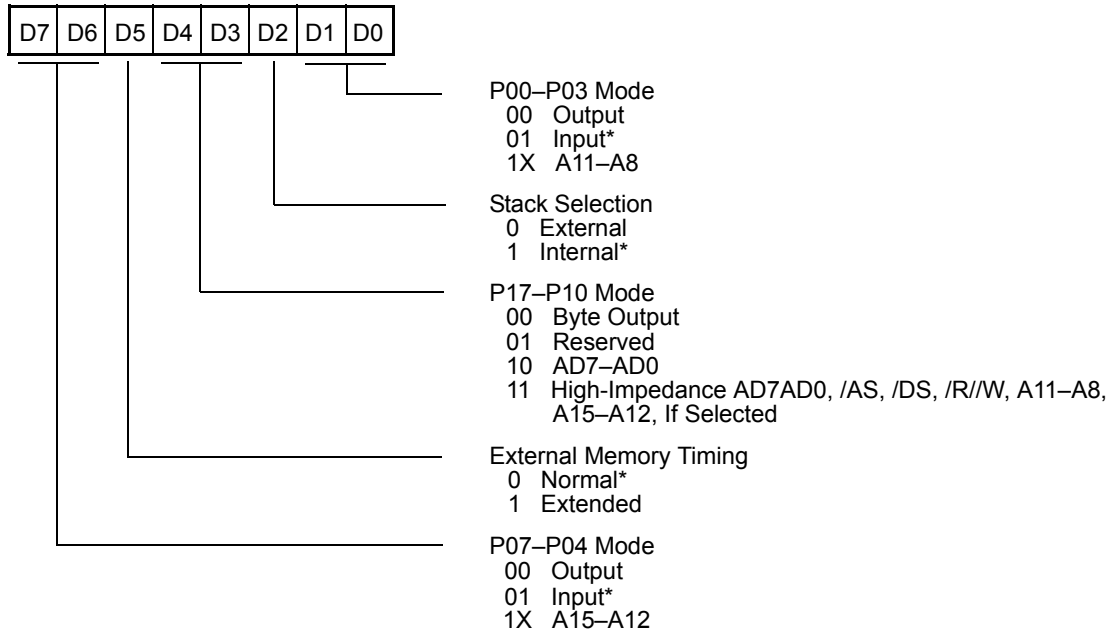 D7 D6 D5 D4 D3 D2 D1 D0
P00–P03 Mode
00 Output
01 Input*
1X A11–A8
Stack Selection
0 External
1 Internal*
P17–P10 Mode
00 Byte Output
01 Reserved
10 AD7–AD0
11 High-Impedance AD7AD0, /AS, /DS, /R//W, A11–A8,
A15–A12, If Selected
External Memory Timing
0 Normal*
1 Extended
P07–P04 Mode
00 Output
01 Input*
1X A15–A12